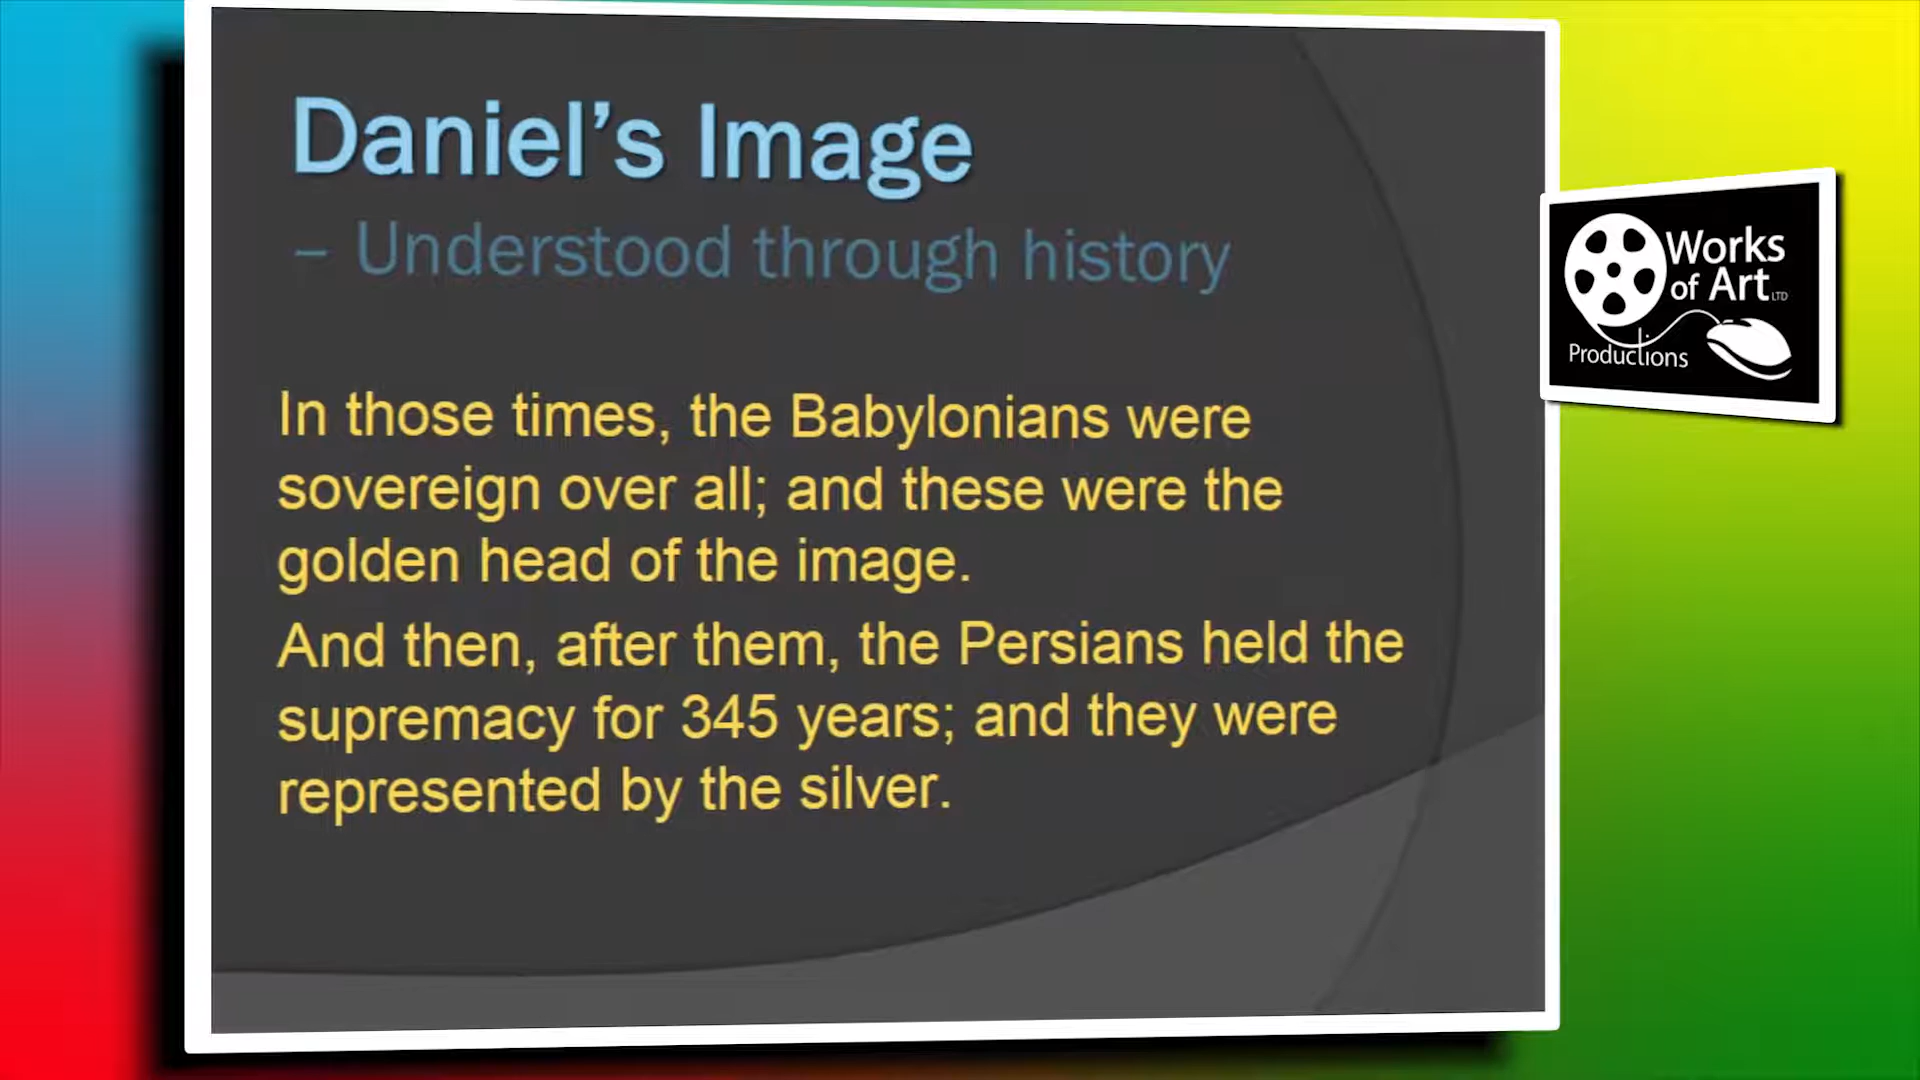 Daniel’s Image
– Understood through history
In those times, the Babylonians were
sovereign over all; and these were the
golden head of the image.
And then, after them, the Persians held the
supremacy for 345 years; and they were
represented by the silver.
Works
of Art LTD
Productions